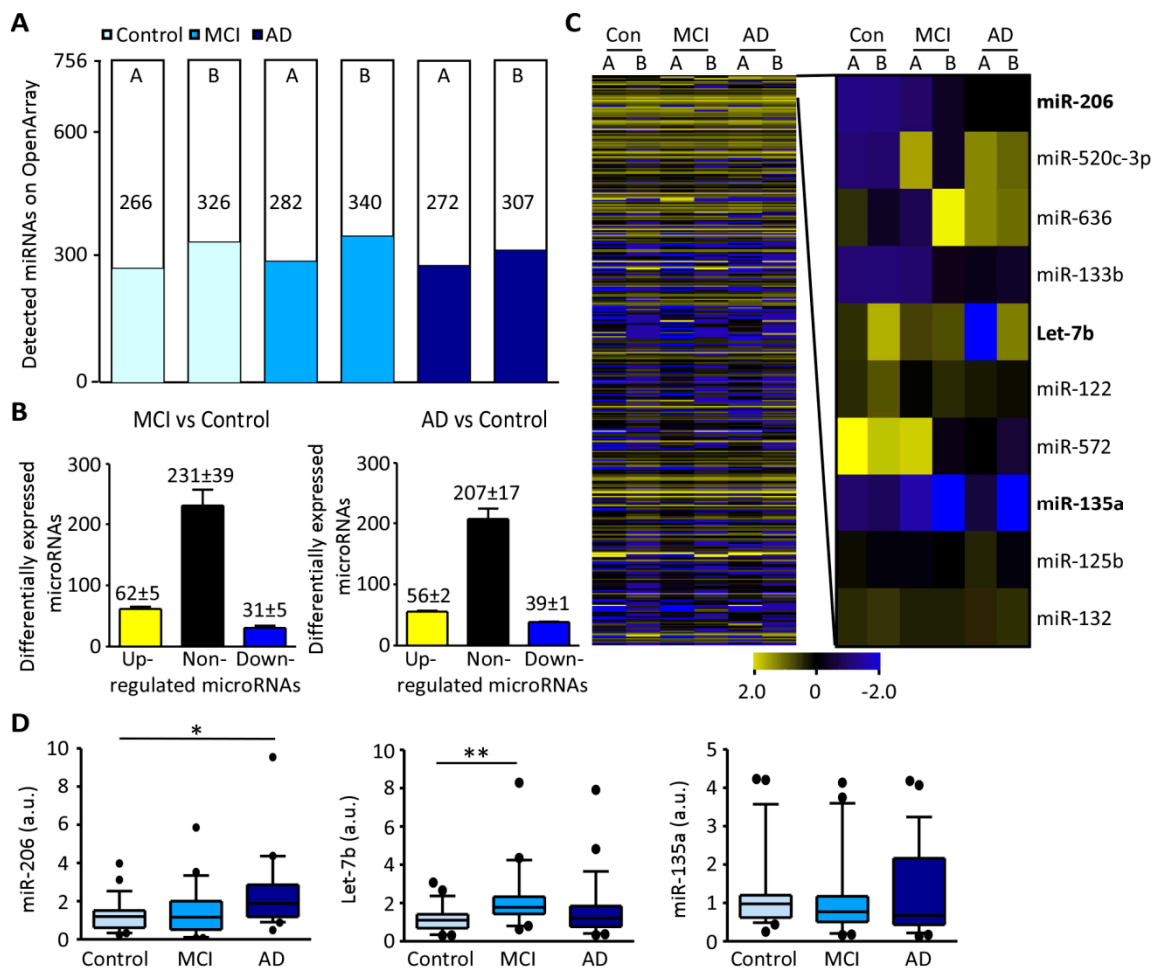 A
Control MCI AD
Detected miRNAs on OpenArray
756
600
300
0
A B A B A B
266 326 282 340 272 307
B
MCI vs Control
Differentially expressed
microRNAs
300
200
100
0
62±5
231±39
31±5
Up- Non- Down-
regulated microRNAs
AD vs Control
Differentially expressed
microRNAs
300
200
100
0
56±2
207±17
39±1
Up- Non- Down-
regulated microRNAs
C
Con MCI AD
A B A B A B
Con MCI AD
A B A B A B
miR-206
miR-520c-3p
miR-636
miR-133b
Let-7b
miR-122
miR-572
miR-135a
miR-125b
miR-132
2.0 0 -2.0
D
miR-206 (a.u.)
10
8
6
4
2
0
*
Control MCI AD
Let-7b (a.u.)
10
8
6
4
2
0
**
Control MCI AD
miR-135a (a.u.)
5
4
3
2
1
0
Control MCI AD